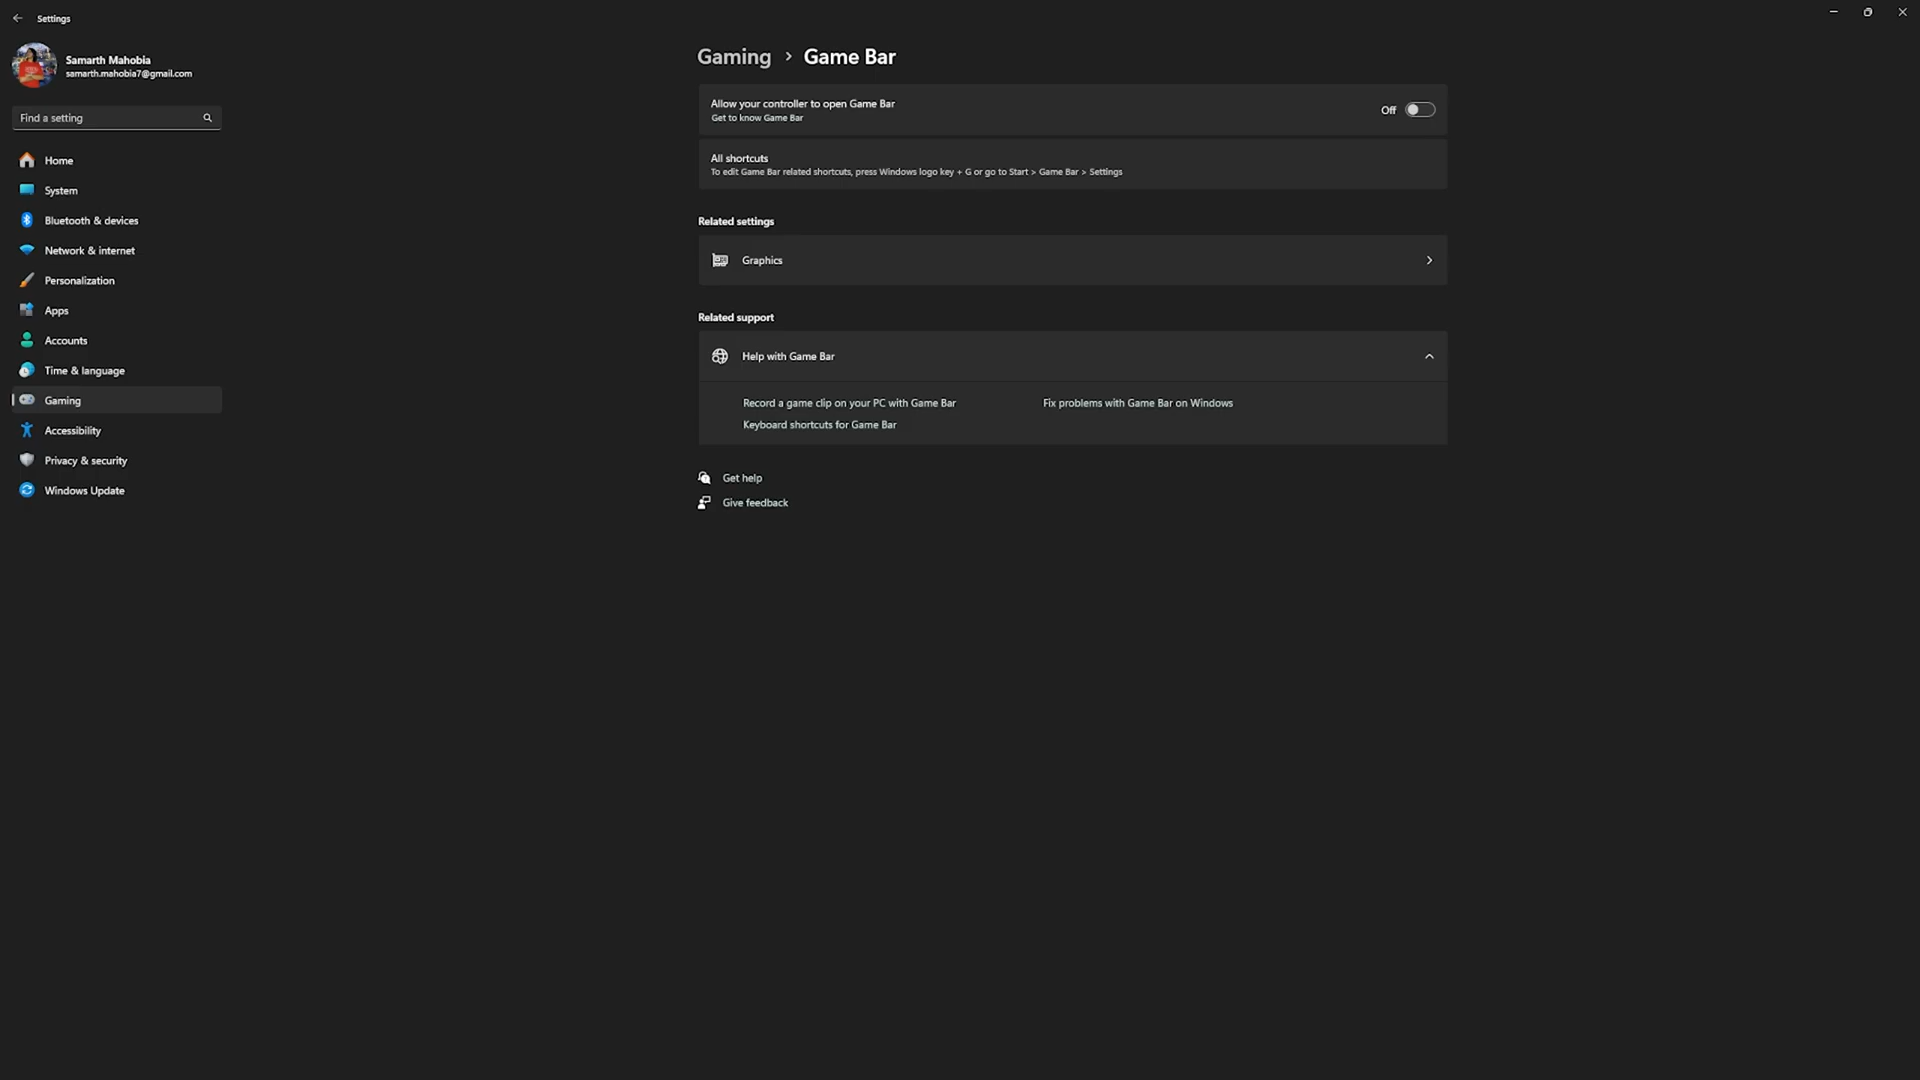 Settings
Samarth Mahobia
samarth.mahobia7@gmail.com
Find a setting
Home
System
Bluetooth & devices
Network & internet
Personalization
Apps
Accounts
Time & language
Gaming
Accessibility
Privacy & security
Windows Update
Gaming > Game Bar
Allow your controller to open Game Bar
Get to know Game Bar
Off
All shortcuts
To edit Game Bar related shortcuts, press Windows logo key + G or go to Start > Game Bar > Settings
Related settings
Graphics
Related support
Help with Game Bar
Record a game clip on your PC with Game Bar
Fix problems with Game Bar on Windows
Keyboard shortcuts for Game Bar
Get help
Give feedback